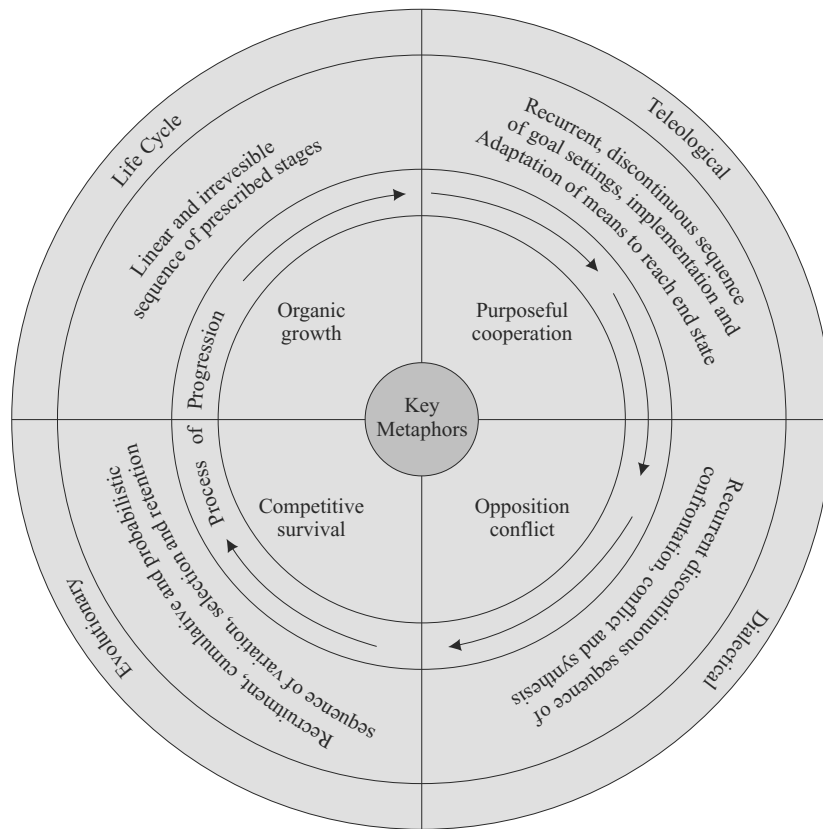 Life Cycle
Linear and irrevesible
sequence of prescribed stages
Teleological
Recurrent, discontinuous sequence
of goal settings, implementation and
Adaptation of means to reach end state
Process of Progression
Organic
growth
Purposeful
cooperation
Key
Metaphors
Competitive
survival
Opposition
conflict
Evolutionary
Recruitment, cumulative and probabilistic
sequence of variation, selection and retention
Dialectical
Recurrent discontinuous sequence of
confrontation, conflict and synthesis